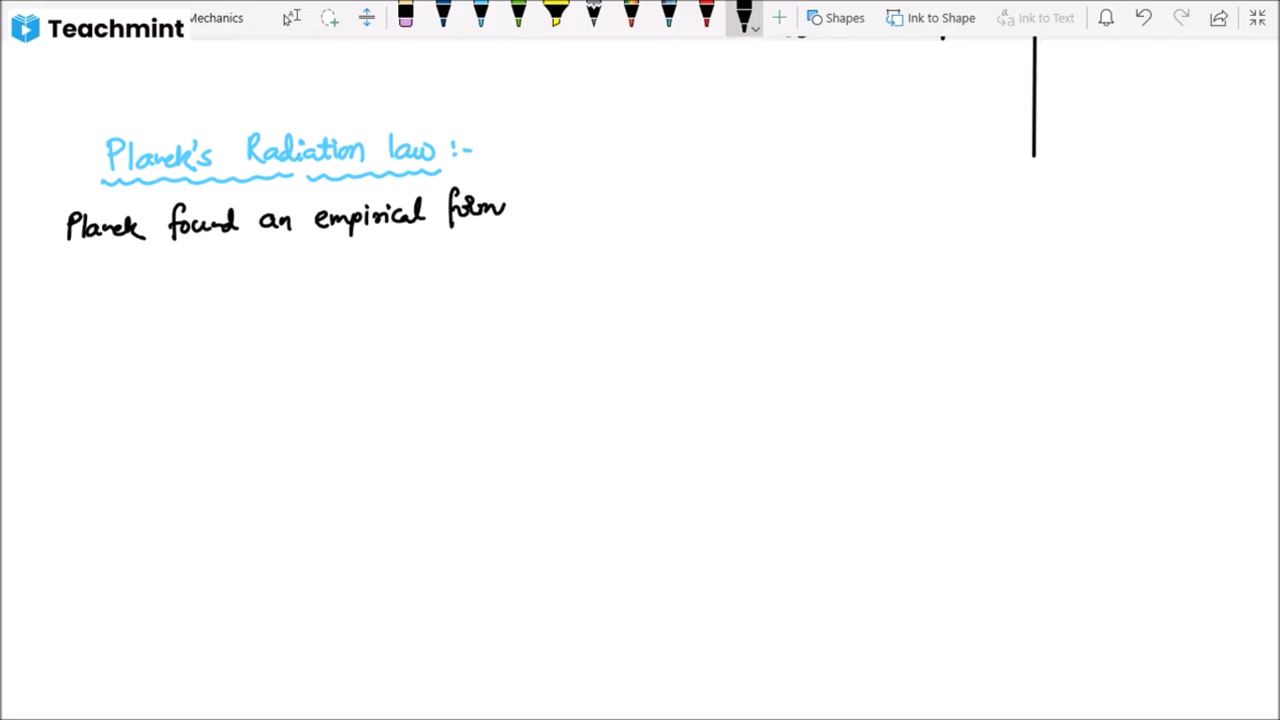 Teachmint
Mechanics
Shapes
Ink to Shape
Ink to Text
Planck's Radiation law :-
Planck found an empirical form